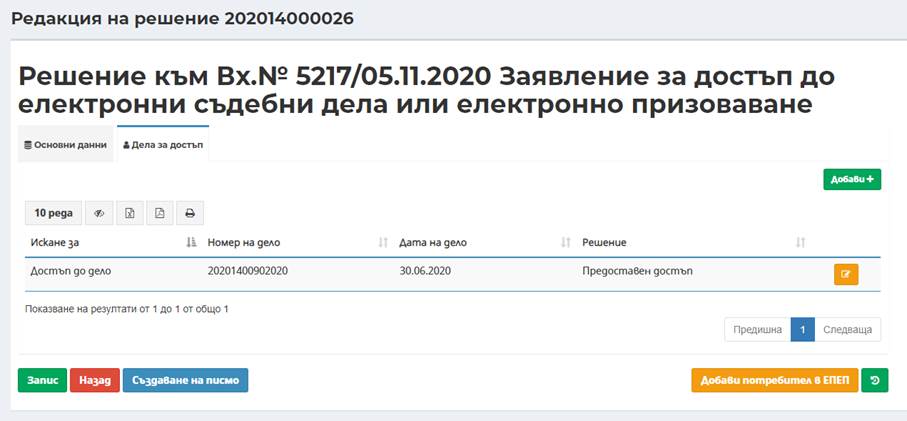 Редакция на решение 202014000026
Решение към Вх.№ 5217/05.11.2020 Заявление за достъп до
електронни съдебни дела или електронно призоваване
Основни данни Дела за достъп
Добави
10 реда
Искане за Номер на дело Дата на дело Решение
Достъп до дело 20201400902020 30.06.2020 Предоставен достъп
Показване на резултати от 1 до 1 от общо 1
Предишна 1 Следваща
Запис Назад Създаване на писмо Добави потребител в ЕПЕП